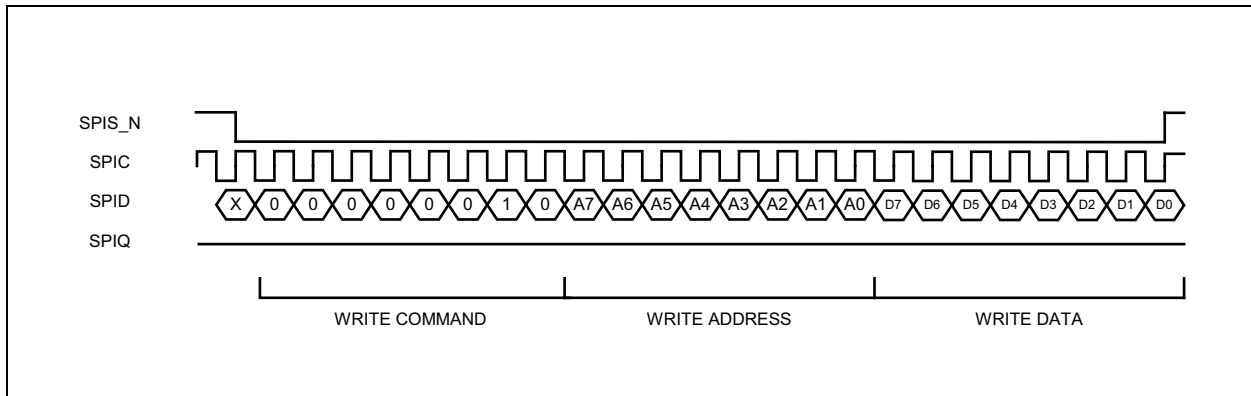 SPIS_N
SPIC
SPID X 0 0 0 0 0 0 1 0 A7 A6 A5 A4 A3 A2 A1 A0 D7 D6 D5 D4 D3 D2 D1 D0
SPIQ
WRITE COMMAND WRITE ADDRESS WRITE DATA